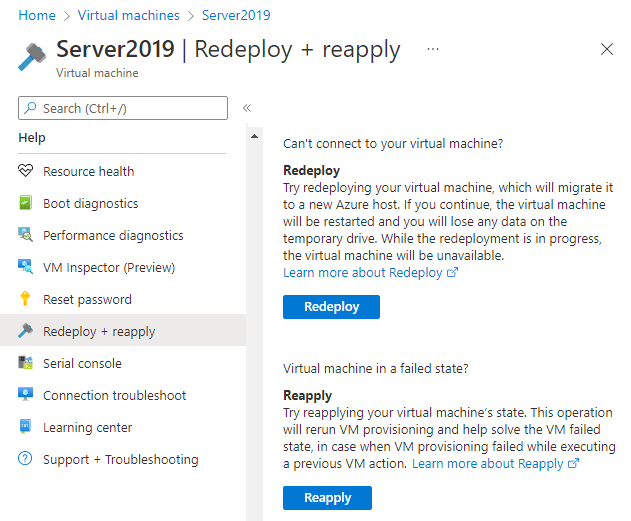 Home > Virtual machines > Server2019
Server2019 | Redeploy + reapply ...
Virtual machine
Search (Ctrl+/)
Help
Resource health
Boot diagnostics
Performance diagnostics
VM Inspector (Preview)
Reset password
Redeploy + reapply
Serial console
Connection troubleshoot
Learning center
Support + Troubleshooting
Can't connect to your virtual machine?
Redeploy
Try redeploying your virtual machine, which will migrate it
to a new Azure host. If you continue, the virtual machine
will be restarted and you will lose any data on the
temporary drive. While the redeployment is in progress,
the virtual machine will be unavailable.
Learn more about Redeploy
Redeploy
Virtual machine in a failed state?
Reapply
Try reapplying your virtual machine's state. This operation
will rerun VM provisioning and help solve the VM failed
state, in case when VM provisioning failed while executing
a previous VM action. Learn more about Reapply
Reapply